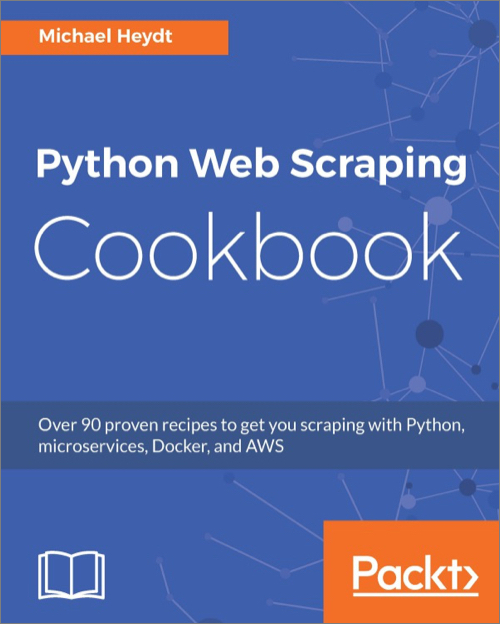 Michael Heydt
Python Web Scraping
Cookbook
Over 90 proven recipes to get you scraping with Python,
microservices, Docker, and AWS
Packt>